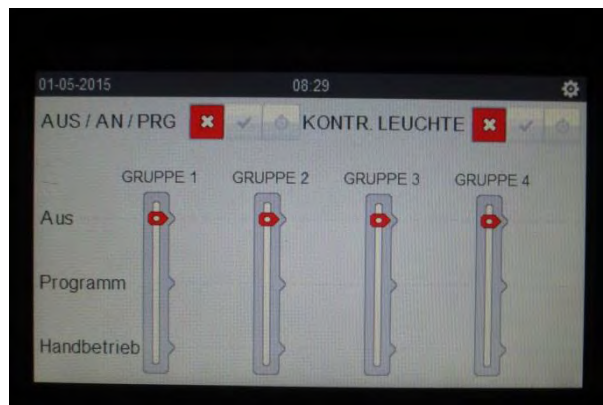 01-05-2015 08:29
AUS / AN / PRG KONTR. LEUCHTE
GRUPPE 1 GRUPPE 2 GRUPPE 3 GRUPPE 4
Aus
Programm
Handbetrieb